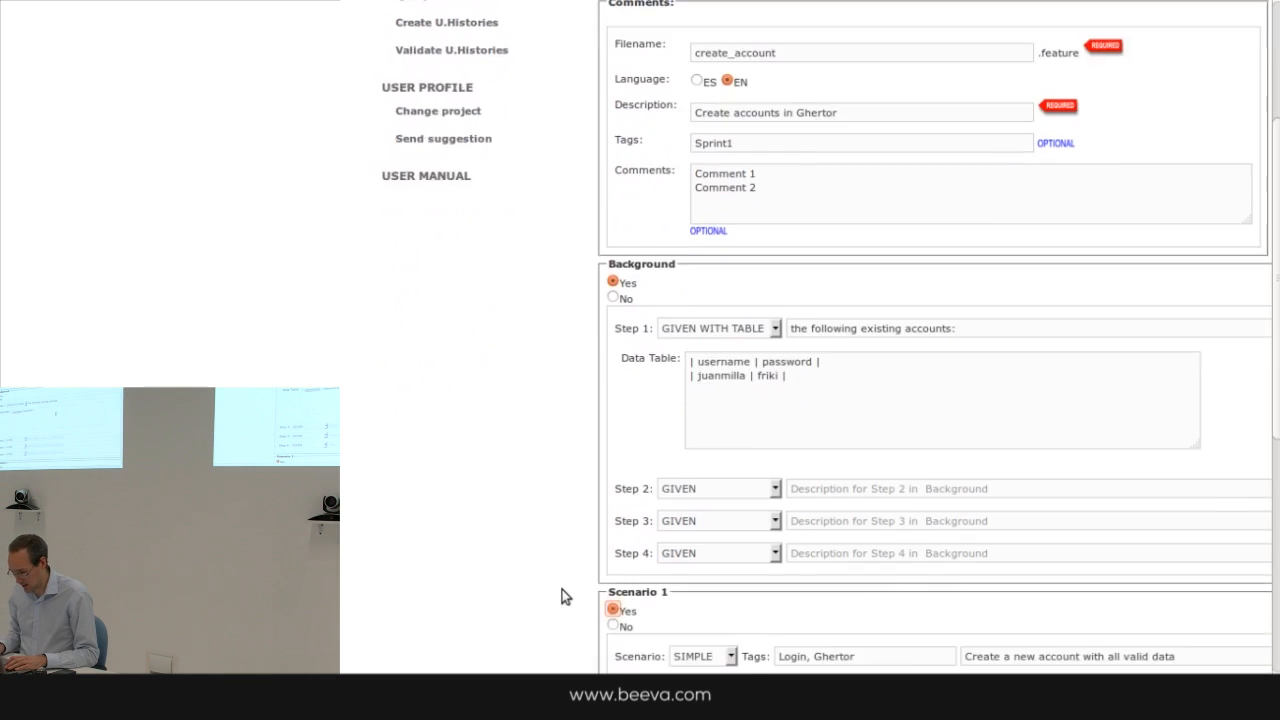 Create U.Histories
Validate U.Histories
USER PROFILE
Change project
Send suggestion
USER MANUAL
Comments:
Filename: create_account .feature REQUIRED
Language: ES EN
Description: Create accounts in Ghertor REQUIRED
Tags: Sprint1 OPTIONAL
Comments: Comment 1
Comment 2
OPTIONAL
Background
Yes
No
Step 1: GIVEN WITH TABLE the following existing accounts:
Data Table: | username | password |
| juanmilla | friki |
Step 2: GIVEN Description for Step 2 in Background
Step 3: GIVEN Description for Step 3 in Background
Step 4: GIVEN Description for Step 4 in Background
Scenario 1
Yes
No
Scenario: SIMPLE Tags: Login, Ghertor Create a new account with all valid data
www.beeva.com